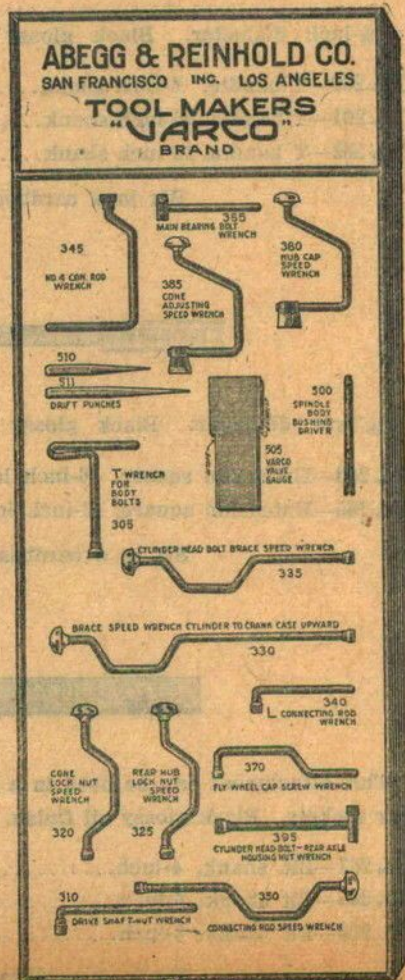 ABEGG & REINHOLD CO.
SAN FRANCISCO INC. LOS ANGELES
TOOL MAKERS
"VARCO"
BRAND
345
NO. 4 CON. ROD
WRENCH
355
MAIN BEARING BOLT
WRENCH
385
CONE
ADJUSTING
SPEED WRENCH
380
HUB CAP
SPEED
WRENCH
510
511
DRIFT PUNCHES
T WRENCH
FOR
BODY
BOLTS
305
505
VARCO
VALVE
GAUGE
500
SPINDLE
BODY
BUSHING
DRIVER
CYLINDER HEAD BOLT BRACE SPEED WRENCH
335
BRACE SPEED WRENCH CYLINDER TO CRANK CASE UPWARD
330
340
L CONNECTING ROD
WRENCH
CONE
LOCK NUT
SPEED
WRENCH
320
REAR HUB
LOCK NUT
SPEED
WRENCH
325
370
FLY WHEEL CAP SCREW WRENCH
395
CYLINDER HEAD BOLT-REAR AXLE
HOUSING NUT WRENCH
310
DRIVE SHAFT-NUT WRENCH
350
CONNECTING ROD SPEED WRENCH